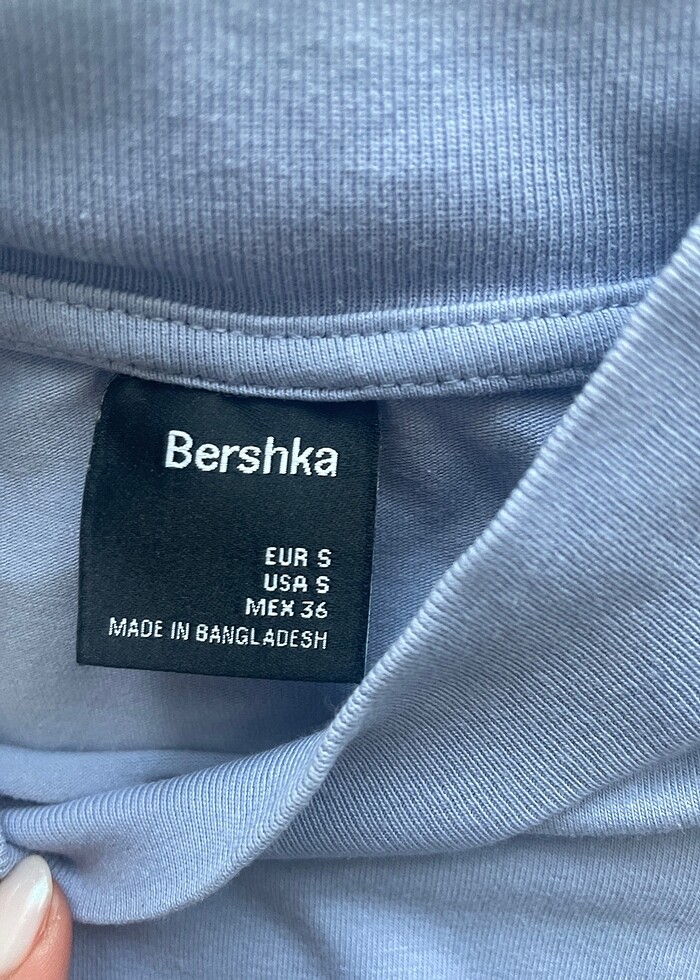 Bershka
EUR S
USA S
MEX 36
MADE IN BANGLADESH